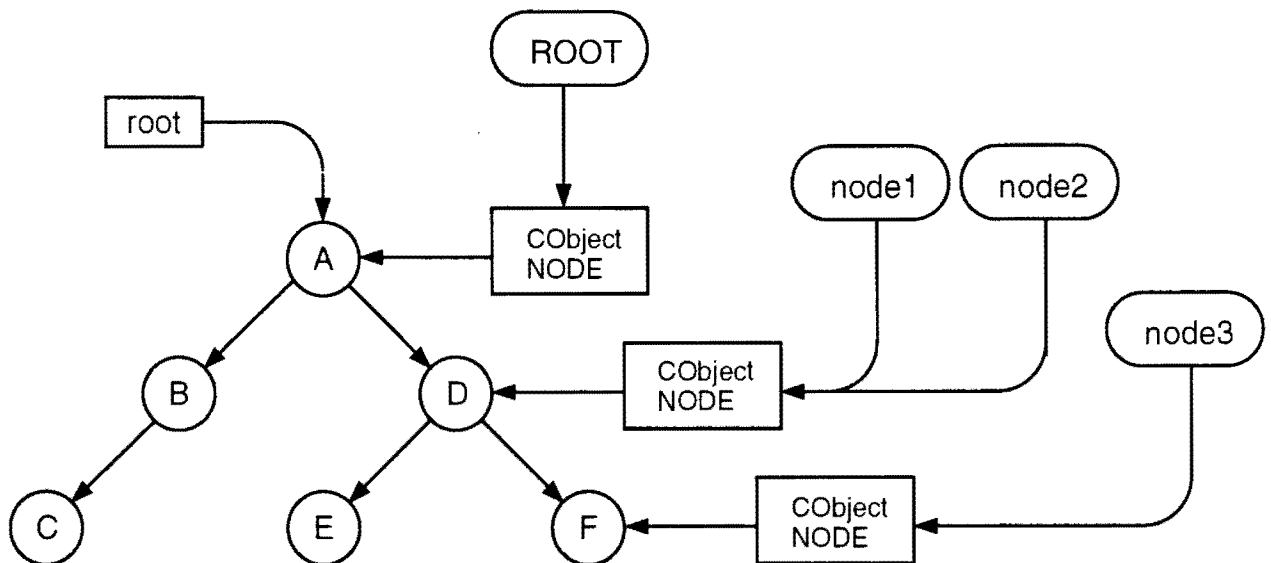 ROOT
root
node1
node2
CObject
NODE
A
node3
CObject
NODE
B
D
CObject
NODE
C
E
F